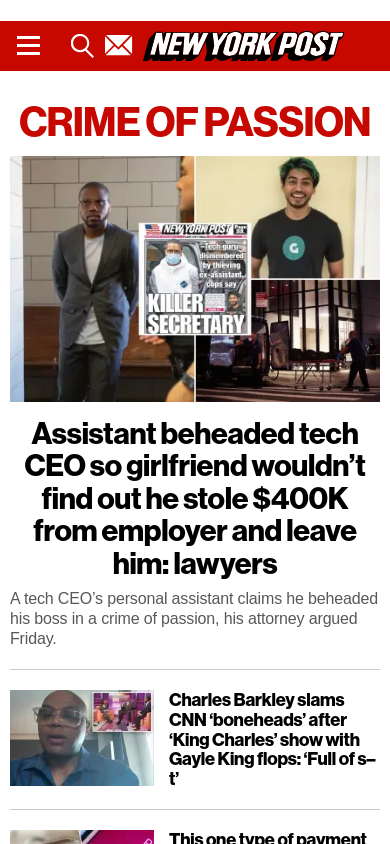 NEW YORK POST
CRIME OF PASSION
NEW YORK POST
Tech guru
dismembered
by thieving
ex-assistant,
cops say
KILLER
SECRETARY
Assistant beheaded tech
CEO so girlfriend wouldn’t
find out he stole $400K
from employer and leave
him: lawyers
A tech CEO’s personal assistant claims he beheaded
his boss in a crime of passion, his attorney argued
Friday.
Charles Barkley slams
CNN ‘boneheads’ after
‘King Charles’ show with
Gayle King flops: ‘Full of s–
t’
This one type of payment